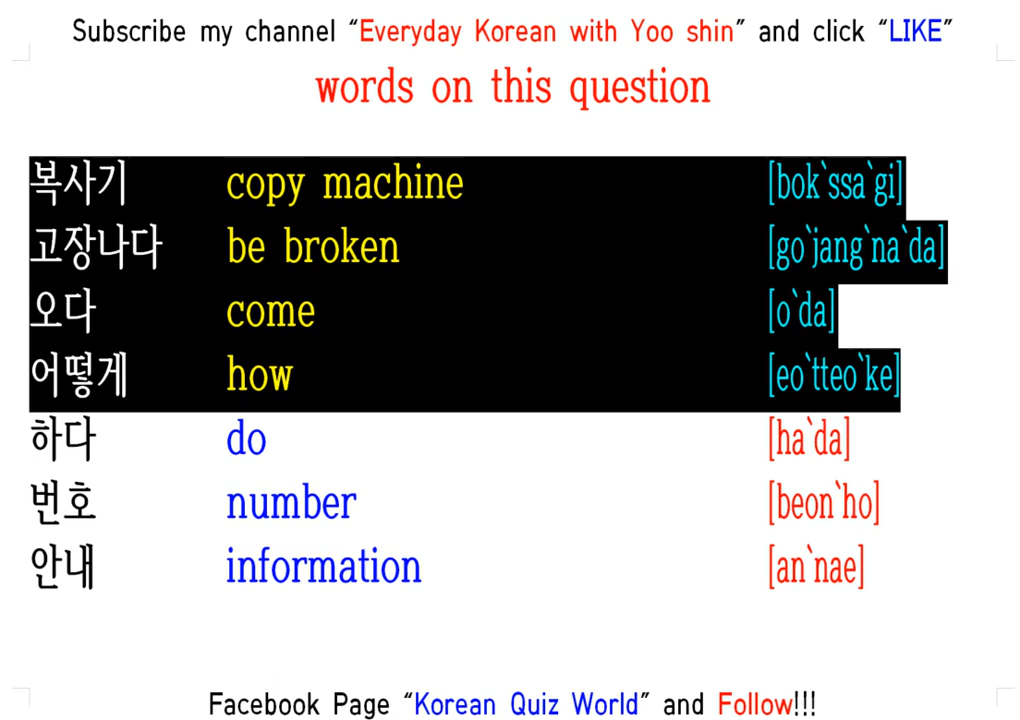 Subscribe my channel “Everyday Korean with Yoo shin” and click “LIKE”
words on this question
복사기 copy machine [bok`ssa`gi]
고장나다 be broken [go`jang`na`da]
오다 come [o`da]
어떻게 how [eo`tteo`ke]
하다 do [ha`da]
번호 number [beon`ho]
안내 information [an`nae]
Facebook Page “Korean Quiz World” and Follow!!!